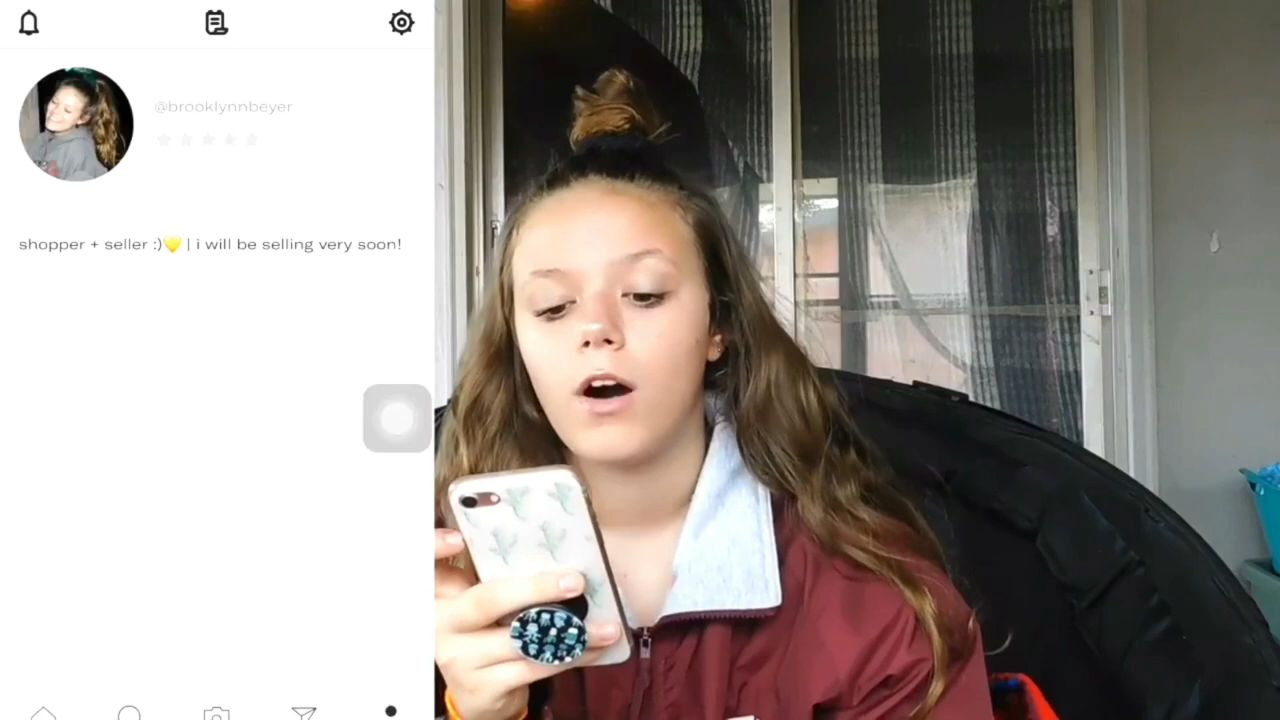 @brooklynnbeyer
shopper + seller :)💛 | i will be selling very soon!